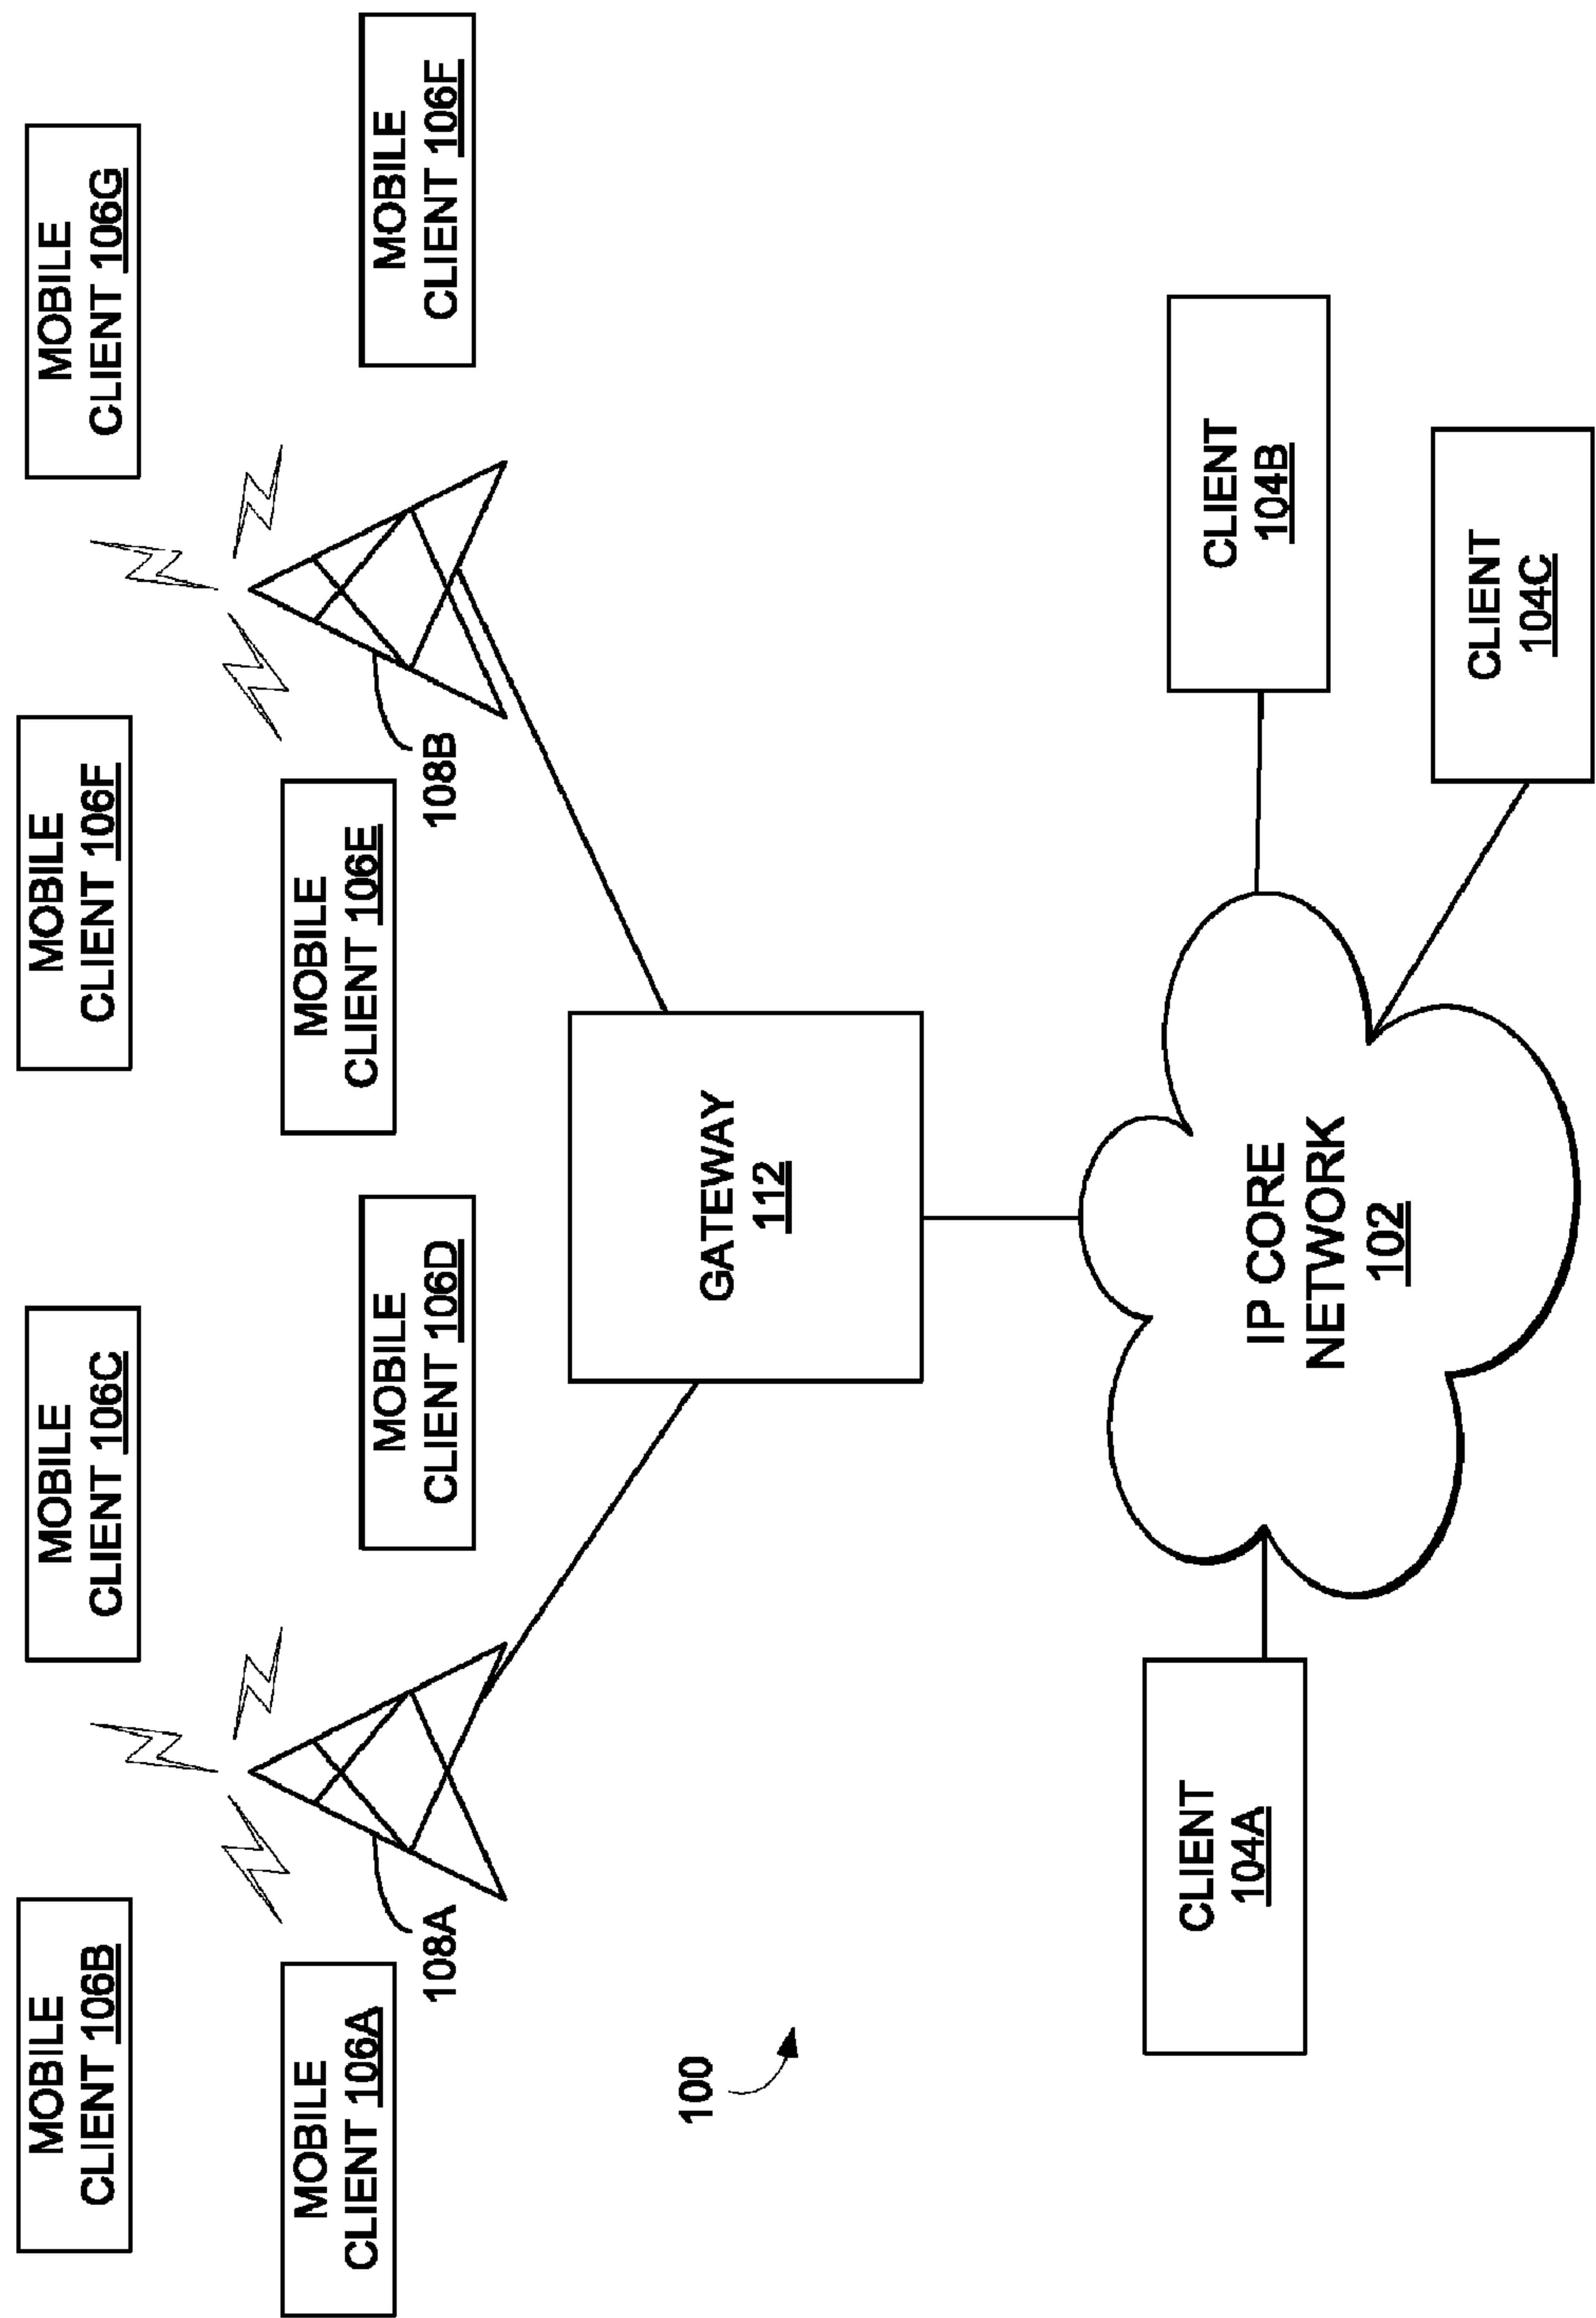 MOBILE
CLIENT 106B
MOBILE
CLIENT 106C
MOBILE
CLIENT 106F
MOBILE
CLIENT 106G
MOBILE
CLIENT 106A
MOBILE
CLIENT 106D
MOBILE
CLIENT 106E
MOBILE
CLIENT 106F
108A
108B
100
GATEWAY
112
CLIENT
104A
IP CORE
NETWORK
102
CLIENT
104B
CLIENT
104C